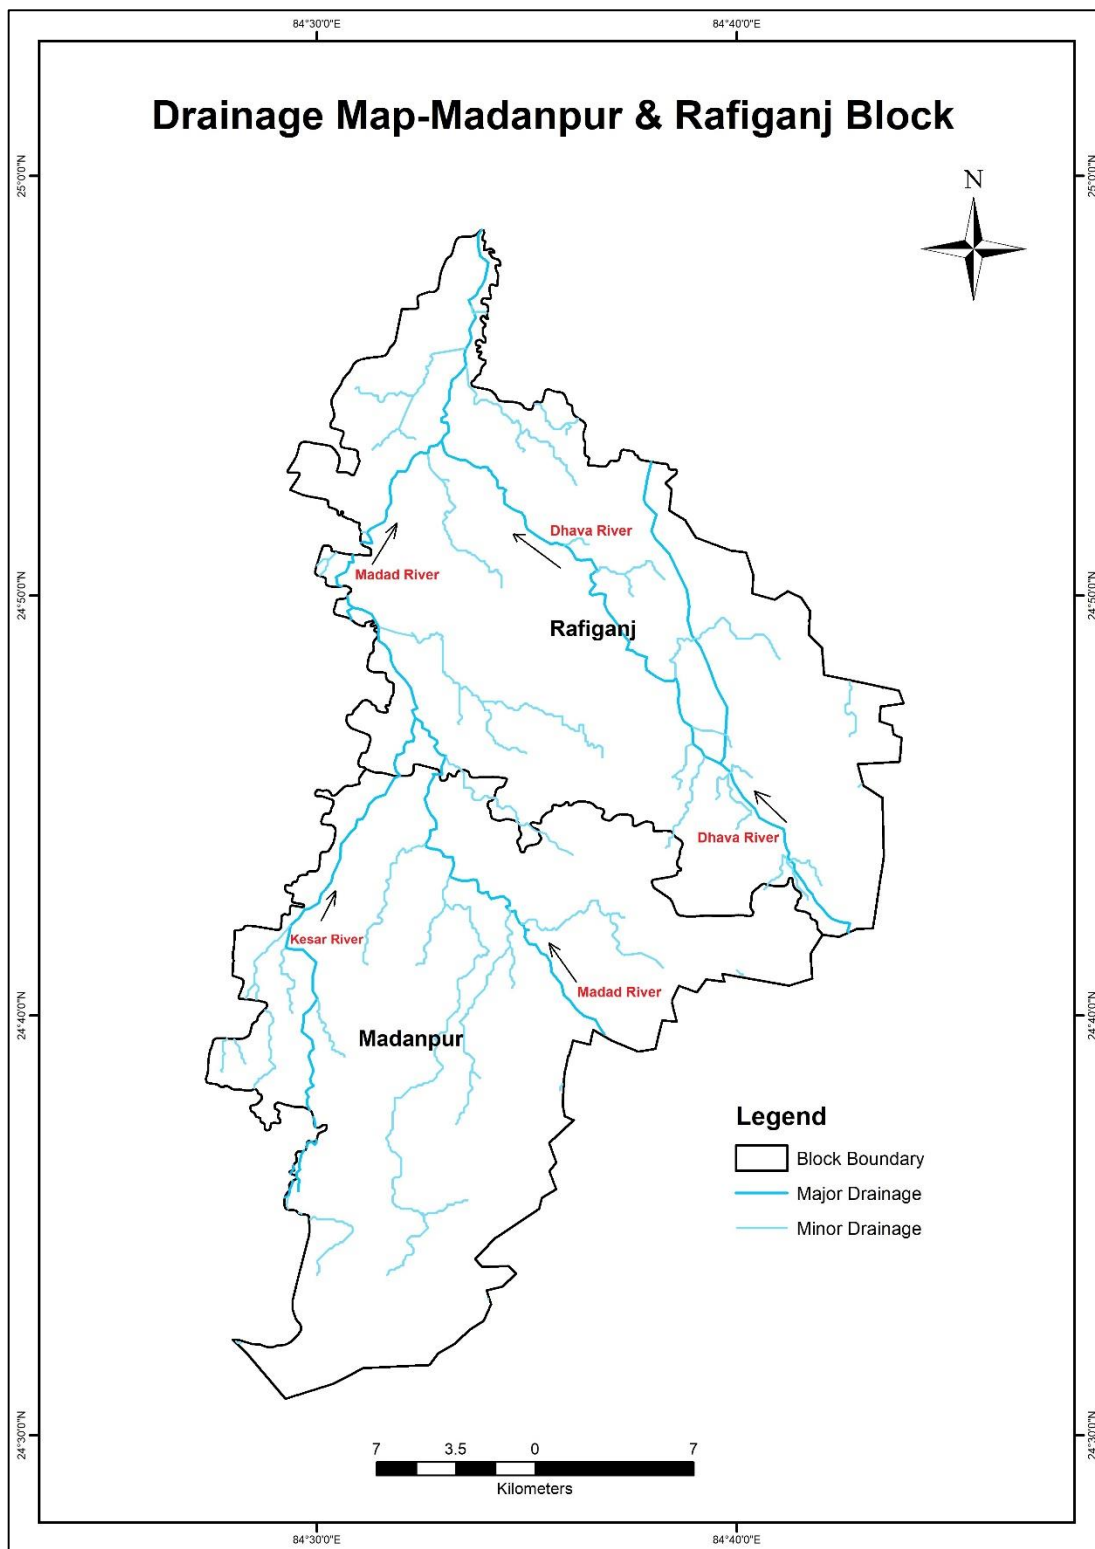 84°30'0"E
84°40'0"E
Drainage Map-Madanpur & Rafiganj Block
25°0'0"N
25°0'0"N
N
Dhava River
Madad River
24°50'0"N
24°50'0"N
Rafiganj
Dhava River
Kesar River
Madad River
24°40'0"N
24°40'0"N
Madanpur
Legend
Block Boundary
Major Drainage
Minor Drainage
24°30'0"N
24°30'0"N
7 3.5 0 7
Kilometers
84°30'0"E
84°40'0"E